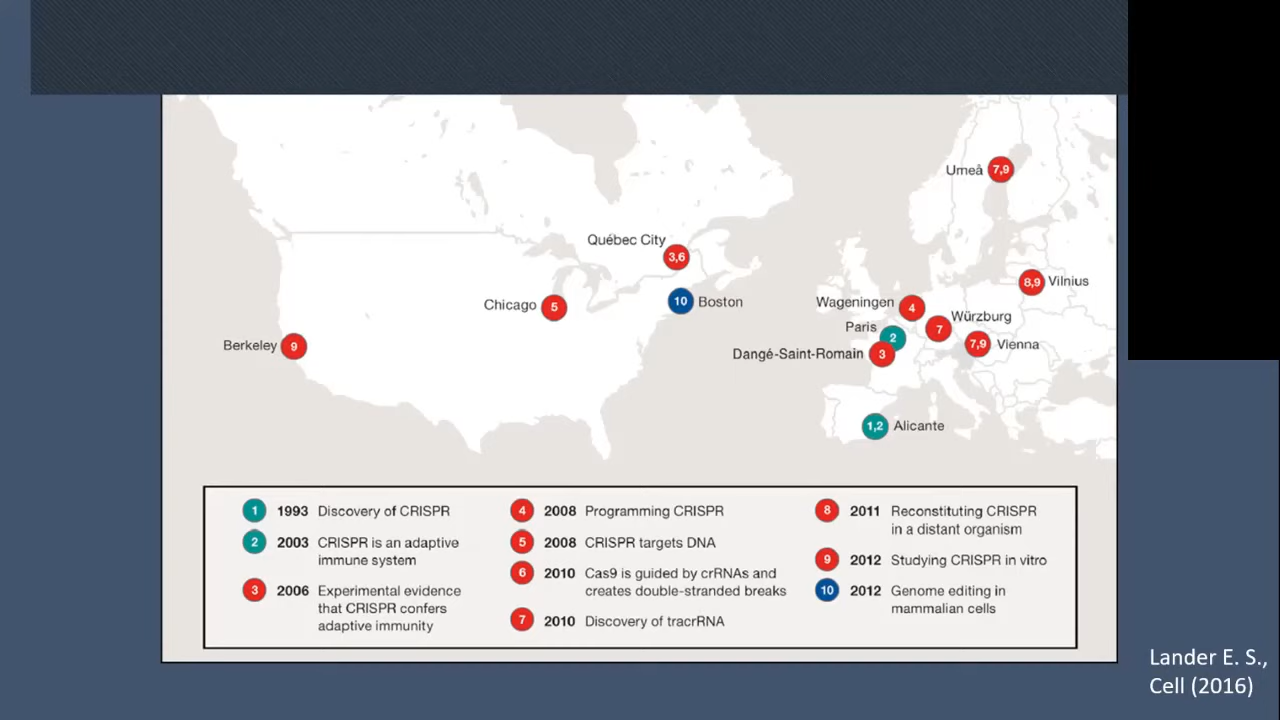 Umeå 7,9
Québec City
3,6
8,9 Vilnius
Chicago 5
10 Boston
Wageningen 4
Würzburg
Paris 2
7
Berkeley 9
7,9 Vienna
Dangé-Saint-Romain 3
1,2 Alicante
1 1993 Discovery of CRISPR
2 2003 CRISPR is an adaptive
immune system
3 2006 Experimental evidence
that CRISPR confers
adaptive immunity
4 2008 Programming CRISPR
5 2008 CRISPR targets DNA
6 2010 Cas9 is guided by crRNAs and
creates double-stranded breaks
7 2010 Discovery of tracrRNA
8 2011 Reconstituting CRISPR
in a distant organism
9 2012 Studying CRISPR in vitro
10 2012 Genome editing in
mammalian cells
Lander E. S.,
Cell (2016)